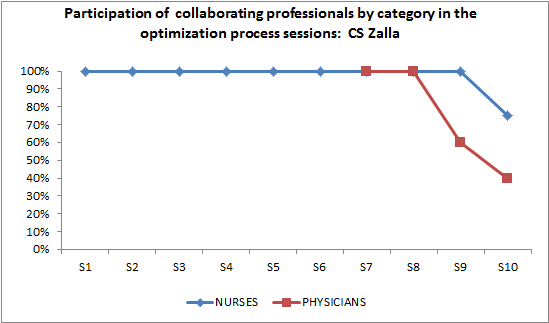 Participation of collaborating professionals by category in the
optimization process sessions: CS Zalla
100%
90%
80%
70%
60%
50%
40%
30%
20%
10%
0%
S1 S2 S3 S4 S5 S6 S7 S8 S9 S10
NURSES PHYSICIANS